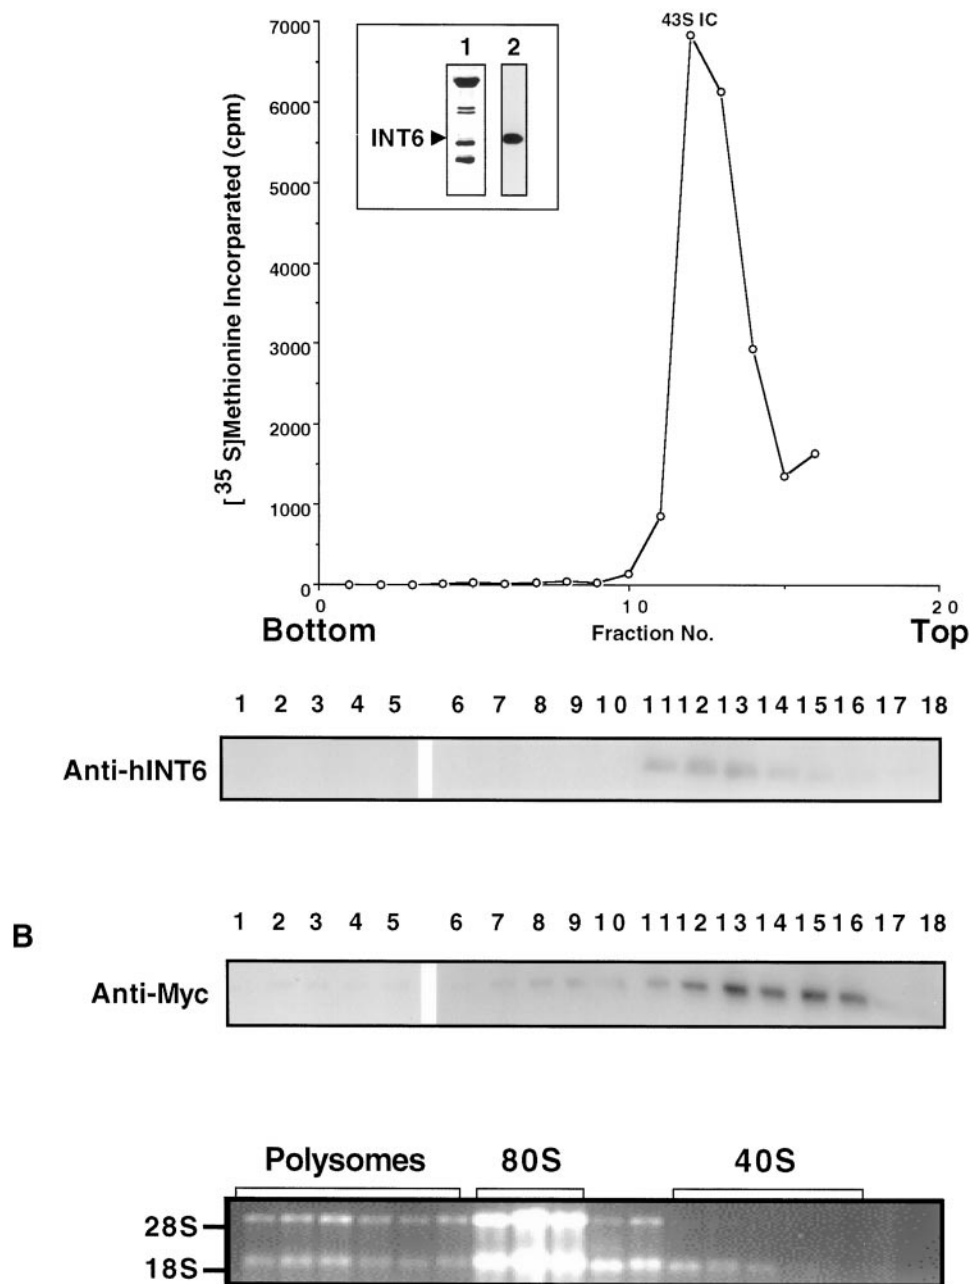 43S IC
7000
6000
5000
4000
3000
2000
1000
0
[35 S]Methionine Incorparated (cpm)
1 2
INT6
0 10 20
Bottom Fraction No. Top
1 2 3 4 5 6 7 8 9 10 11 12 13 14 15 16 17 18
Anti-hINT6
B
1 2 3 4 5 6 7 8 9 10 11 12 13 14 15 16 17 18
Anti-Myc
Polysomes 80S 40S
28S
18S